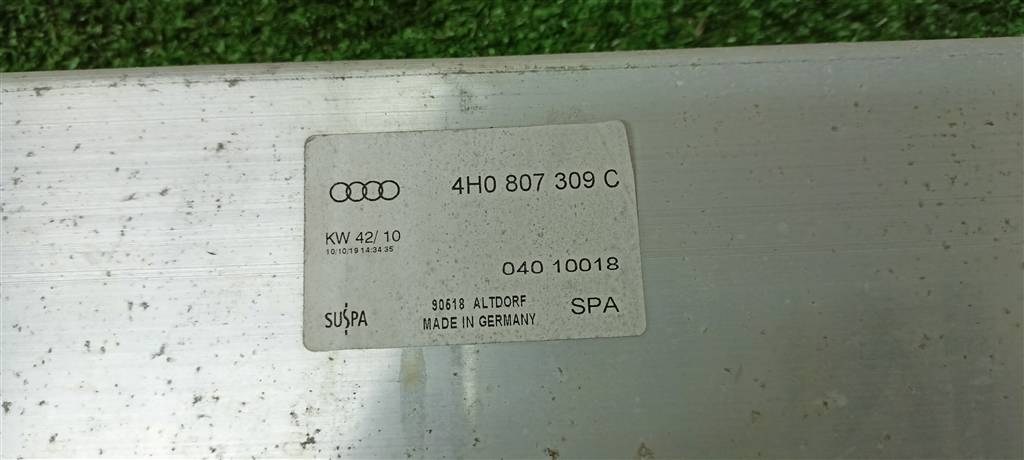 4H0 807 309 C
KW 42/ 10
10/10/19 14:34:35
040 10018
SUSPA
90518 ALTDORF
MADE IN GERMANY
SPA